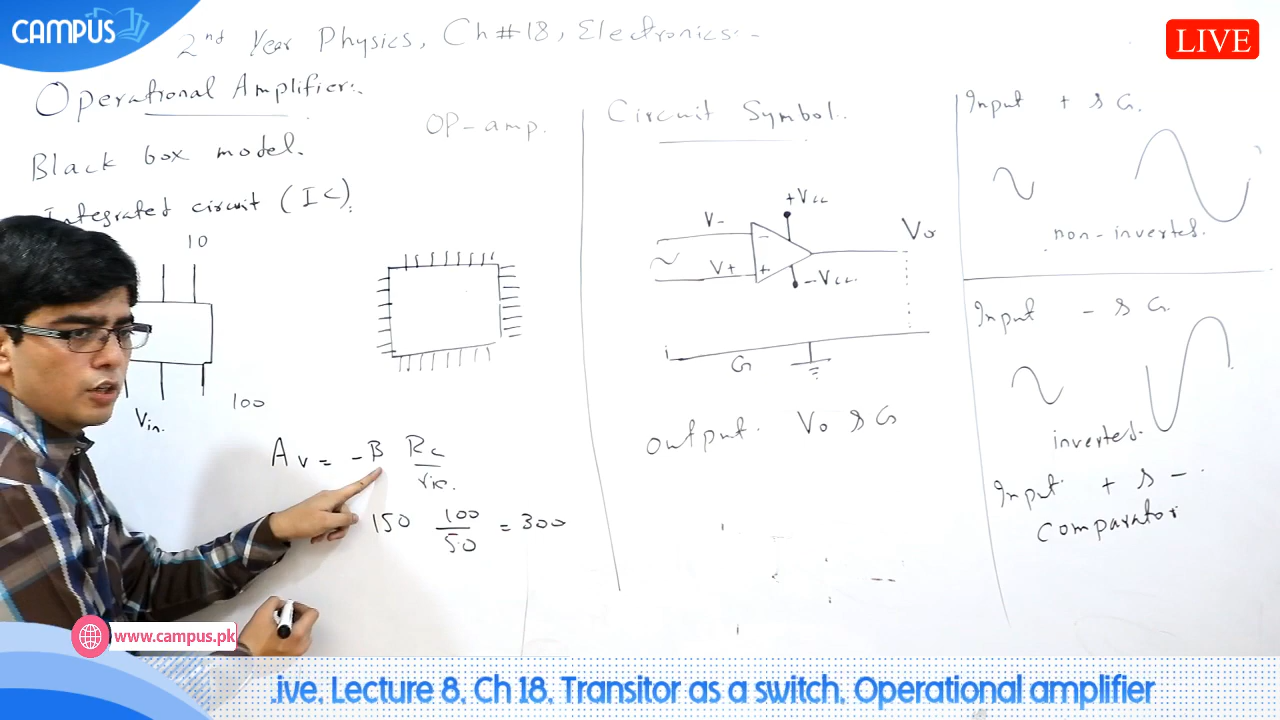 CAMPUS
LIVE
2nd Year Physics, Ch # 18, Electronics:-
Operational Amplifier:.
OP-amp.
Black box model.
Integrated circuit (IC).
10
Vin.
100
Av = -B Rc
rie.
150 100 = 300
50
Circuit Symbol.
+Vcc
V-
-
V+
+
-Vcc.
Vo
G
output. Vo & G
Input + & G.
non-inverted.
Input - & G.
inverted.
Input + & -
Comparator
www.campus.pk
.ive, Lecture 8, Ch 18, Transitor as a switch, Operational amplifier